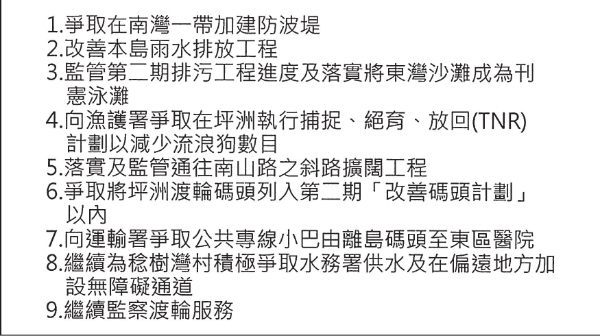 1.爭取在南灣一帶加建防波堤
2.改善本島雨水排放工程
3.監管第二期排污工程進度及落實將東灣沙灘成為刊
憲泳灘
4.向漁護署爭取在坪洲執行捕捉、絕育、放回(TNR)
計劃以減少流浪狗數目
5.落實及監管通往南山路之斜路擴闊工程
6.爭取將坪洲渡輪碼頭列入第二期「改善碼頭計劃」
以內
7.向運輸署爭取公共專線小巴由離島碼頭至東區醫院
8.繼續為稔樹灣村積極爭取水務署供水及在偏遠地方加
設無障礙通道
9.繼續監察渡輪服務